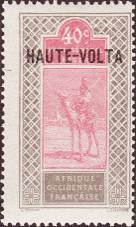 40c
HAUTE-VOLTA
AFRIQUE
OCCIDENTALE
FRANÇAISE